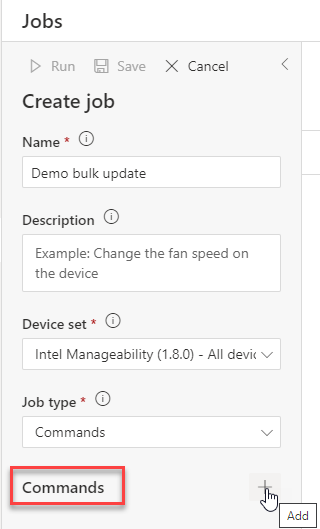 Jobs
Run Save Cancel
Create job
Name *
Demo bulk update
Description
Example: Change the fan speed on
the device
Device set *
Intel Manageability (1.8.0) - All devic
Job type *
Commands
Commands
Add